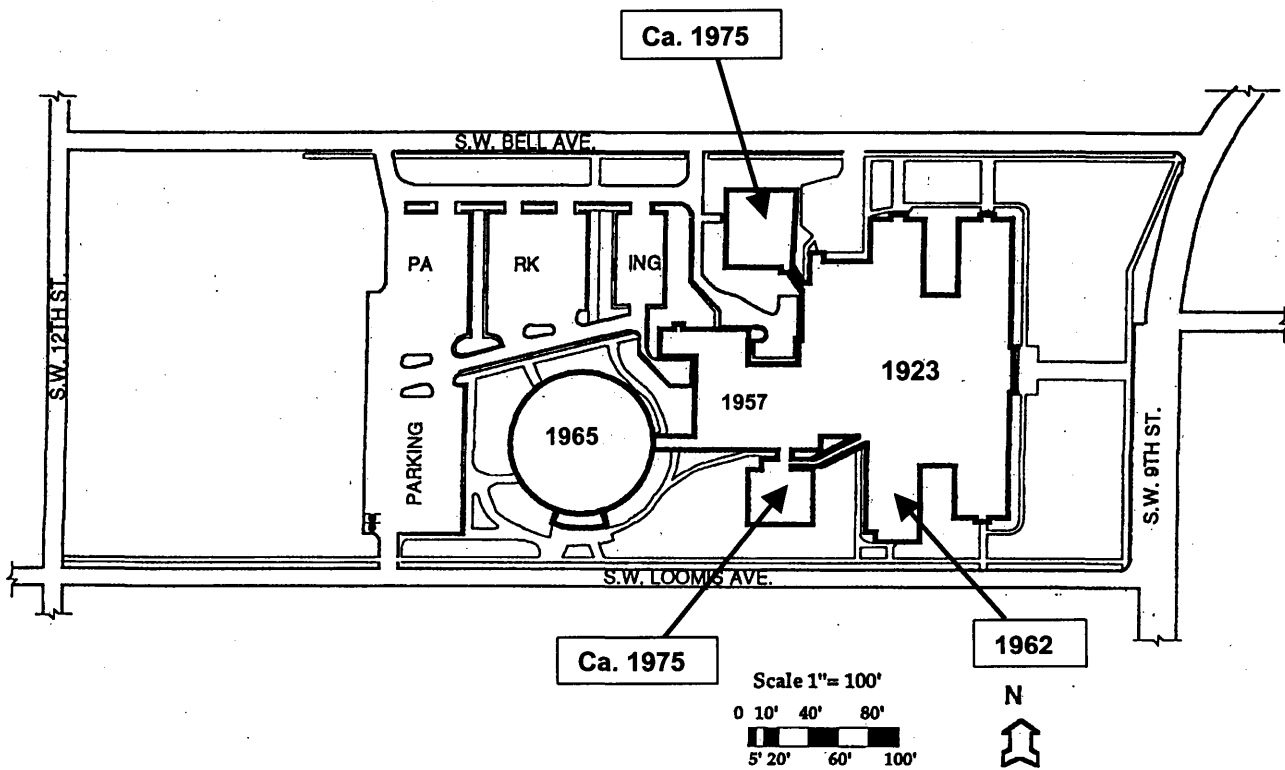 Ca. 1975
S.W. BELL AVE.
S.W. 12TH ST.
PA RK ING
1923
1957
1965
PARKING
S.W. 9TH ST.
S.W. LOOMIS AVE.
Ca. 1975
1962
Scale 1"= 100'
N
0 10' 40' 80'
5' 20' 60' 100'